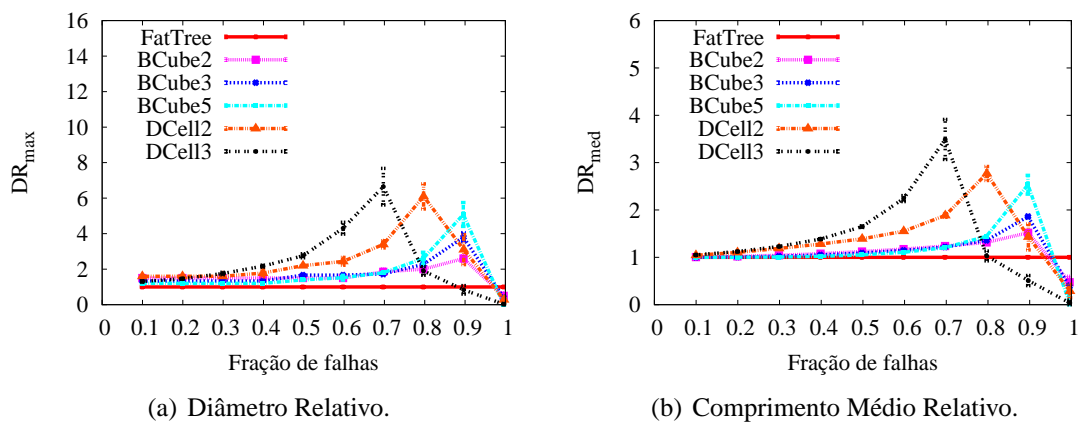 16
14
12
10
8
6
4
2
0
DRmax
FatTree
BCube2
BCube3
BCube5
DCell2
DCell3
0 0.1 0.2 0.3 0.4 0.5 0.6 0.7 0.8 0.9 1
Fração de falhas
(a) Diâmetro Relativo.
6
5
4
3
2
1
0
DRmed
FatTree
BCube2
BCube3
BCube5
DCell2
DCell3
0 0.1 0.2 0.3 0.4 0.5 0.6 0.7 0.8 0.9 1
Fração de falhas
(b) Comprimento Médio Relativo.